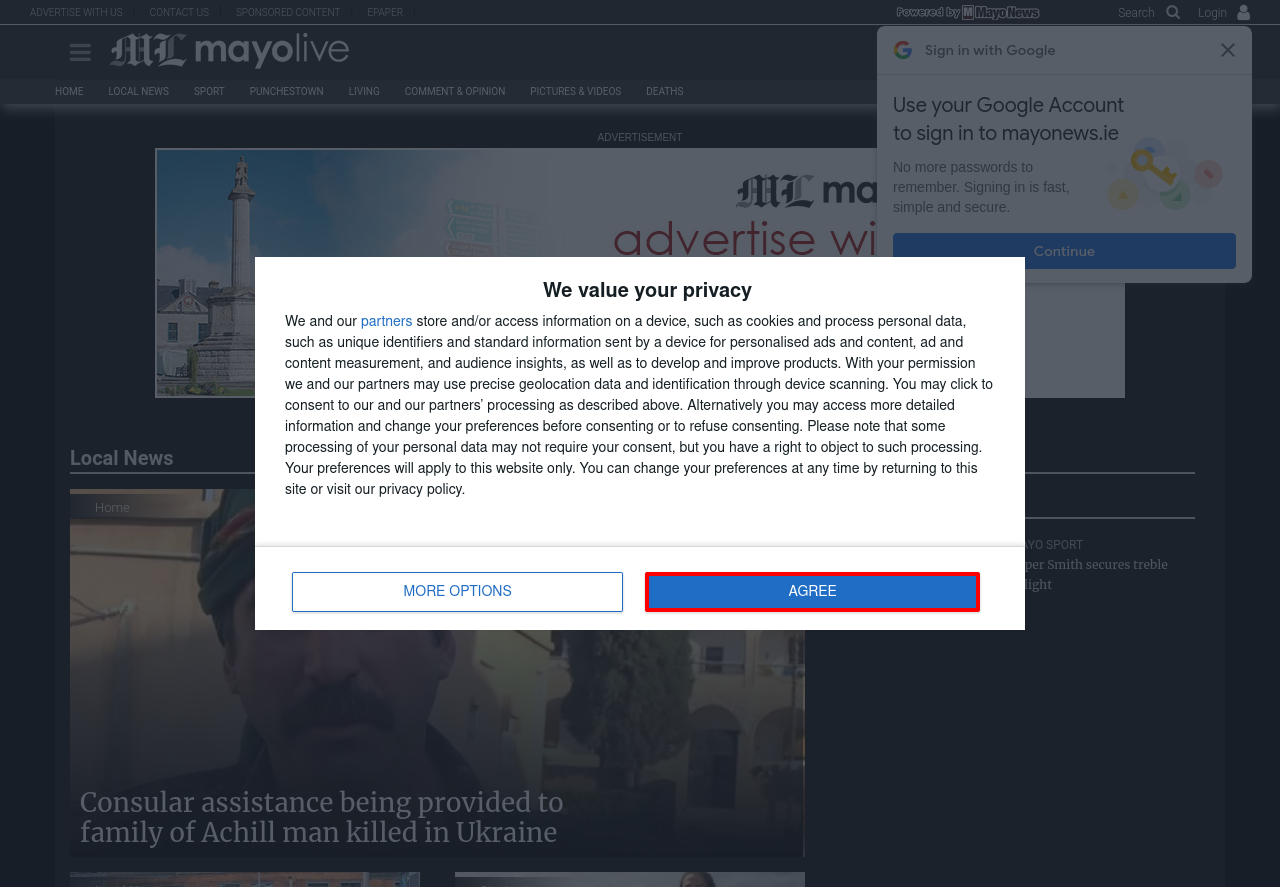 ADVERTISE WITH US
CONTACT US
SPONSORED CONTENT
EPAPER
Powered by MayoNews
Search
Login
ML mayolive
HOME
LOCAL NEWS
SPORT
PUNCHESTOWN
LIVING
COMMENT & OPINION
PICTURES & VIDEOS
DEATHS
Sign in with Google
Use your Google Account
to sign in to mayonews.ie
No more passwords to
remember. Signing in is fast,
simple and secure.
Continue
ADVERTISEMENT
ML
advertise
We value your privacy
We and our partners store and/or access information on a device, such as cookies and process personal data,
such as unique identifiers and standard information sent by a device for personalised ads and content, ad and
content measurement, and audience insights, as well as to develop and improve products. With your permission
we and our partners may use precise geolocation data and identification through device scanning. You may click to
consent to our and our partners’ processing as described above. Alternatively you may access more detailed
information and change your preferences before consenting or to refuse consenting. Please note that some
processing of your personal data may not require your consent, but you have a right to object to such processing.
Your preferences will apply to this website only. You can change your preferences at any time by returning to this
site or visit our privacy policy.
MORE OPTIONS
AGREE
Local News
Home
Consular assistance being provided to
family of Achill man killed in Ukraine
SPORT
Smith secures treble